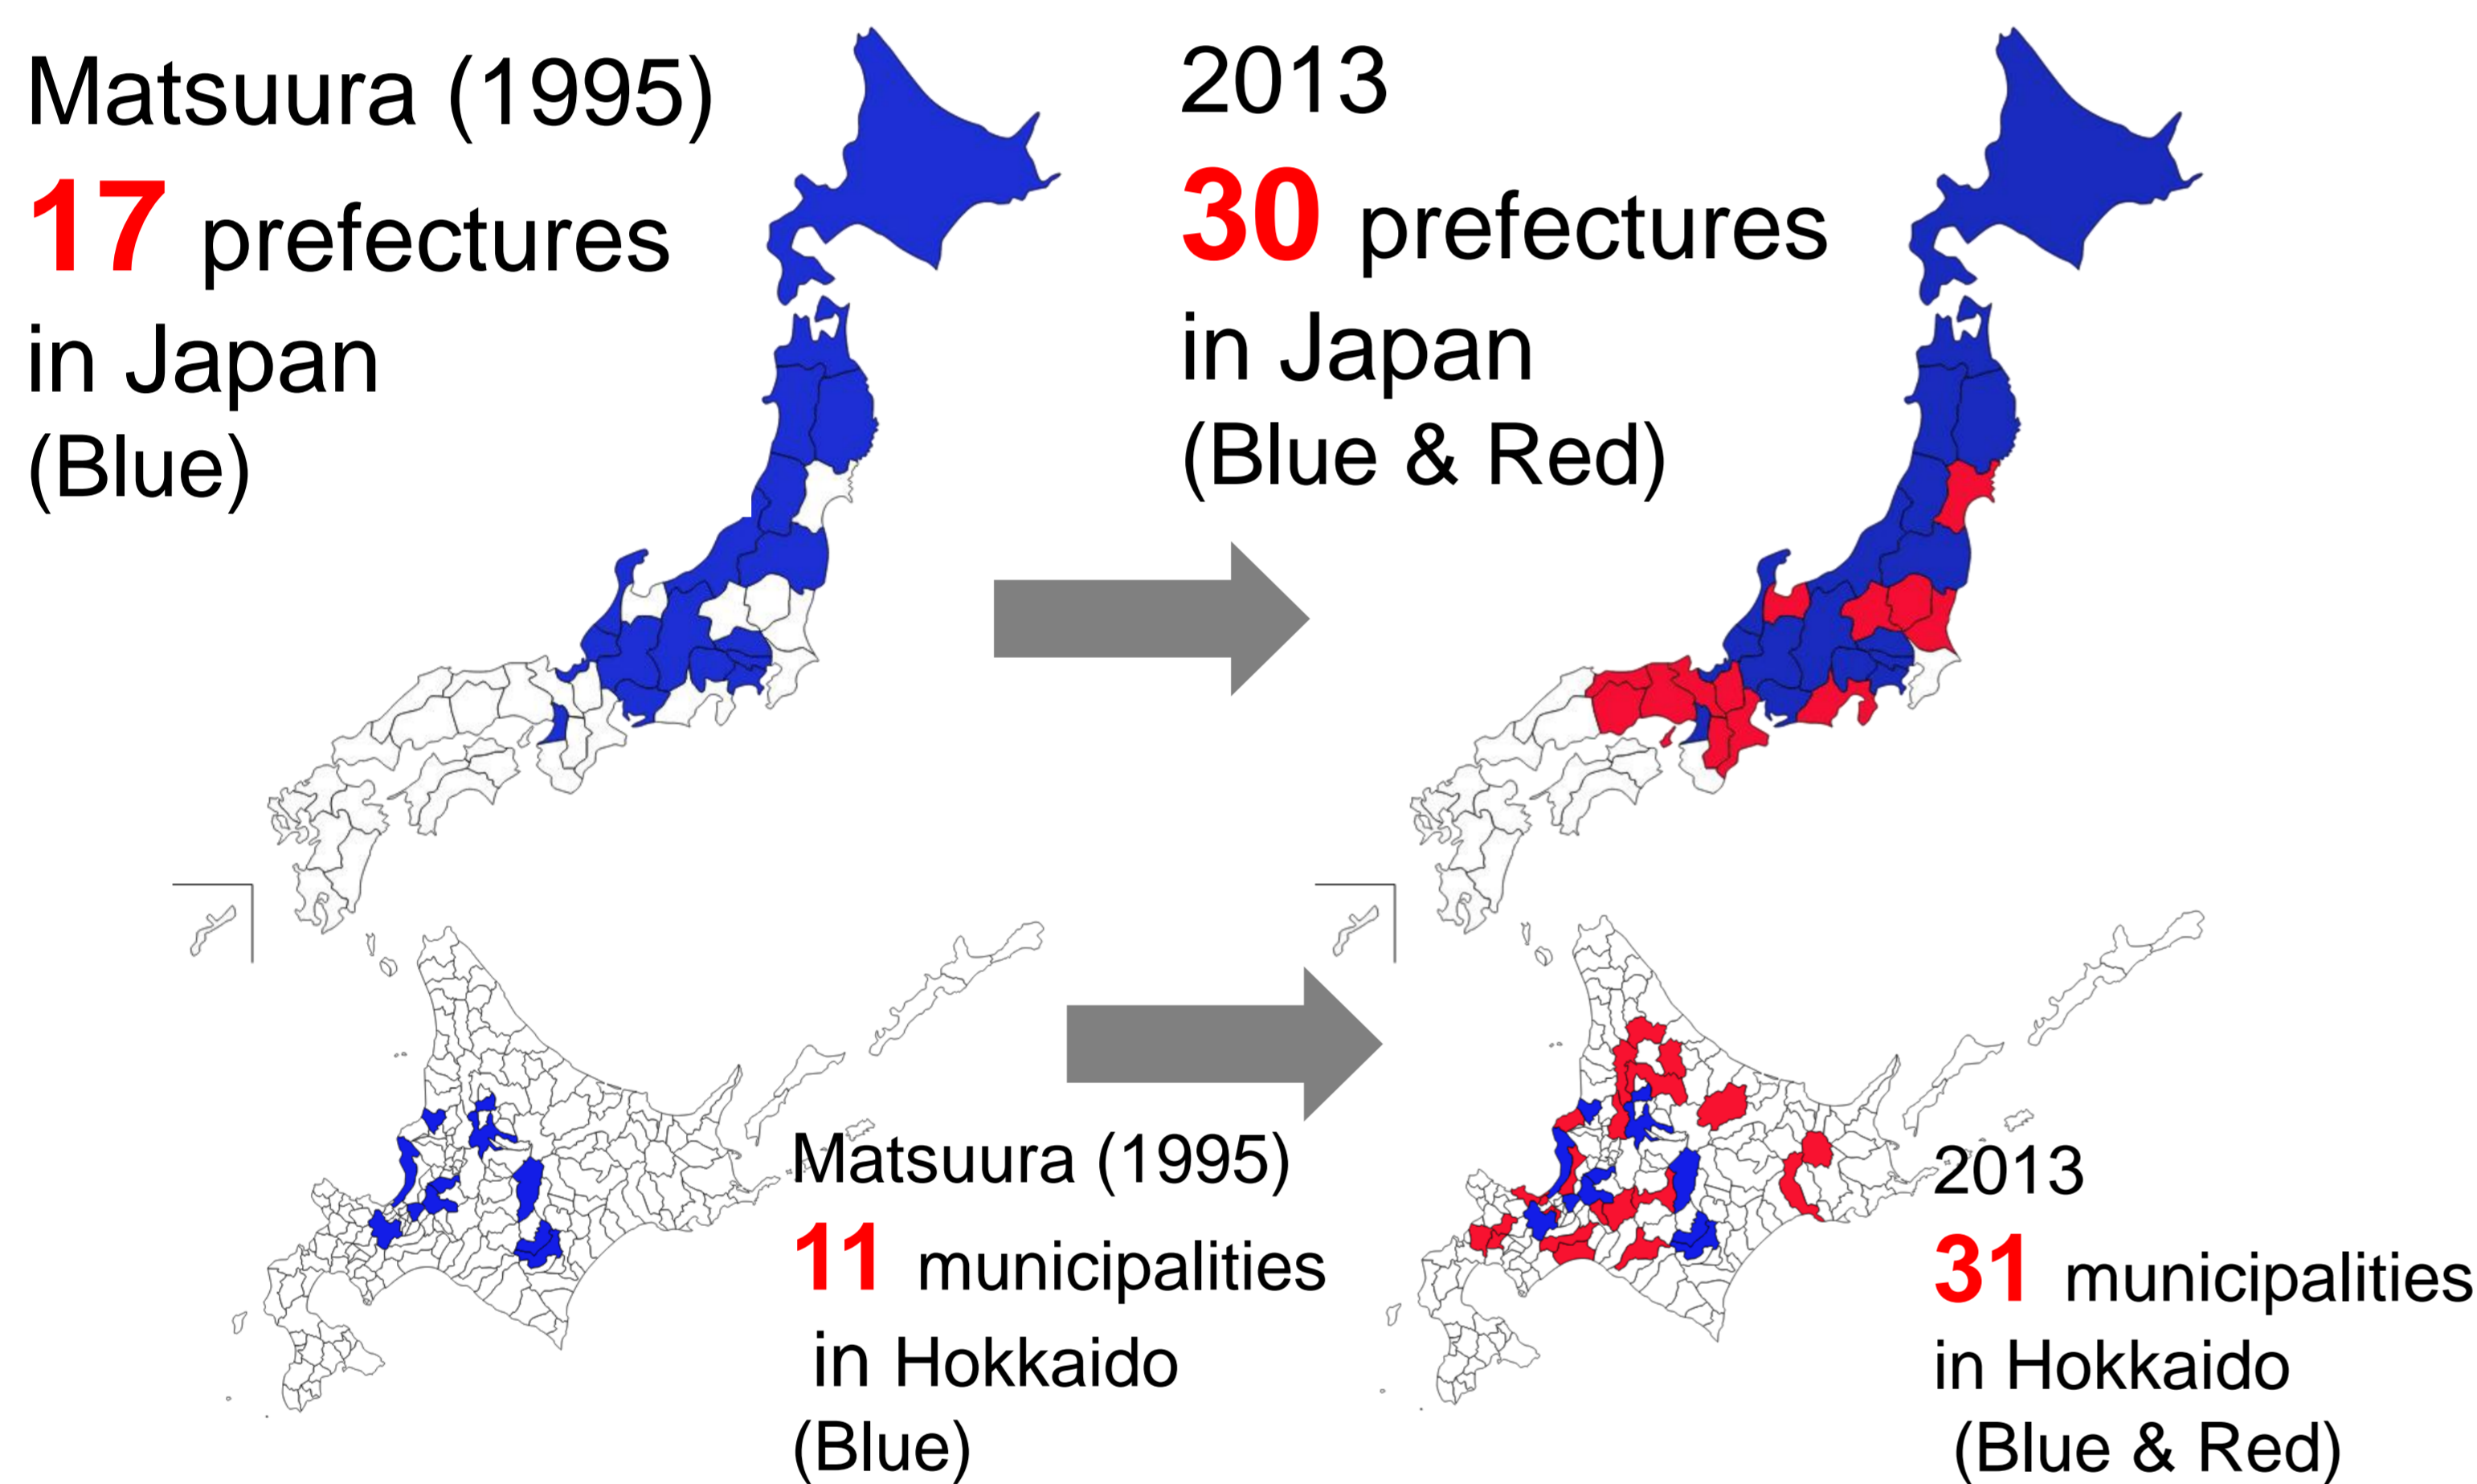 Matsuura (1995)
17 prefectures
in Japan
(Blue)
2013
30 prefectures
in Japan
(Blue & Red)
Matsuura (1995)
11 municipalities
in Hokkaido
(Blue)
2013
31 municipalities
in Hokkaido
(Blue & Red)